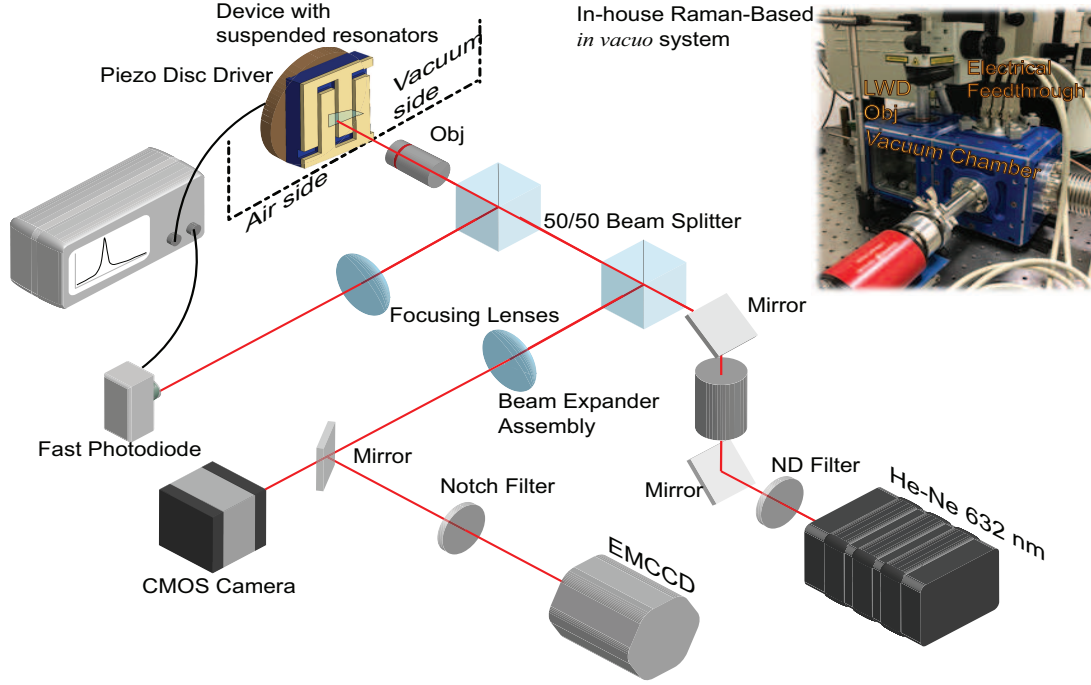 Device with
suspended resonators
Piezo Disc Driver
Vacuum
side
Air side
Obj
In-house Raman-Based
in vacuo system
LWD
Obj
Electrical
Feedthrough
Vacuum Chamber
50/50 Beam Splitter
Mirror
Focusing Lenses
Beam Expander
Assembly
Fast Photodiode
Mirror
Notch Filter
Mirror
ND Filter
He-Ne 632 nm
CMOS Camera
EMCCD